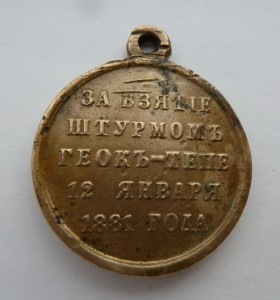 ЗА ВЗЯТІЕ
ШТУРМОМЪ
ГЕОКЪ-ТЕПЕ
12 ЯНВАРЯ
1881 ГОДА